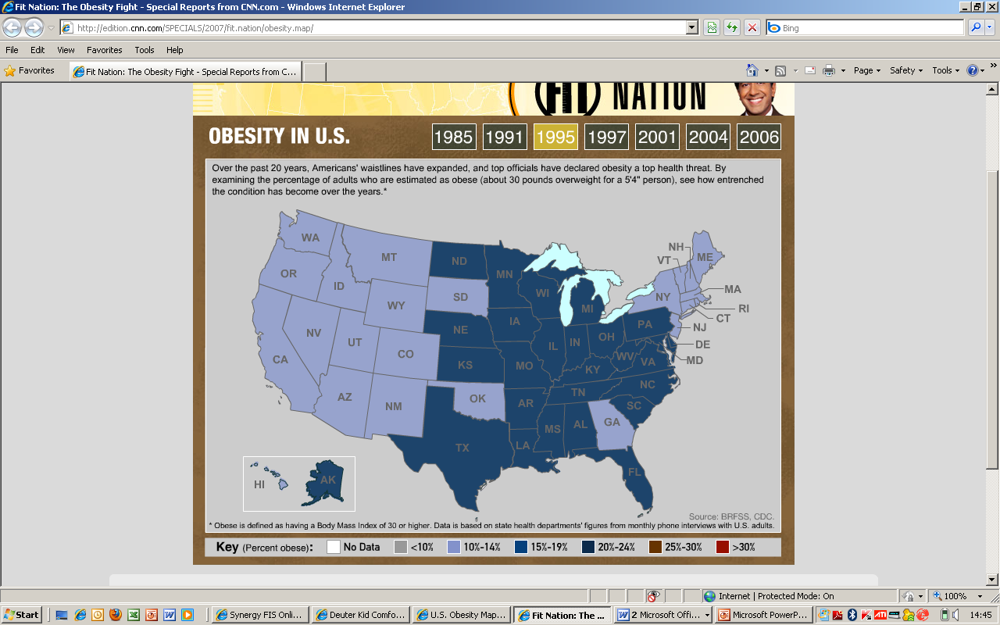 Fit Nation: The Obesity Fight - Special Reports from CNN.com - Windows Internet Explorer
http://edition.cnn.com/SPECIALS/2007/fit.nation/obesity.map/
Bing
File Edit View Favorites Tools Help
Favorites
Fit Nation: The Obesity Fight - Special Reports from C...
Page Safety Tools
FIT NATION
OBESITY IN U.S.
1985 1991 1995 1997 2001 2004 2006
Over the past 20 years, Americans' waistlines have expanded, and top officials have declared obesity a top health threat. By
examining the percentage of adults who are estimated as obese (about 30 pounds overweight for a 5'4" person), see how entrenched
the condition has become over the years.*
WA
MT
ND
MN
NH
VT
ME
OR
ID
WY
SD
WI
MI
NY
MA
RI
CT
NJ
NV
UT
CO
NE
IA
IL
IN
OH
PA
DE
MD
CA
KS
MO
KY
WV
VA
AZ
NM
OK
AR
TN
NC
SC
TX
LA
MS
AL
GA
FL
HI
AK
Source: BRFSS, CDC.
* Obese is defined as having a Body Mass Index of 30 or higher. Data is based on state health departments' figures from monthly phone interviews with U.S. adults.
Key (Percent obese): No Data <10% 10%-14% 15%-19% 20%-24% 25%-30% >30%
Internet | Protected Mode: On
100%
Start
Synergy FIS Onli...
Deuter Kid Comfo...
U.S. Obesity Map...
Fit Nation: The ...
2 Microsoft Offi...
Microsoft PowerP...
14:45